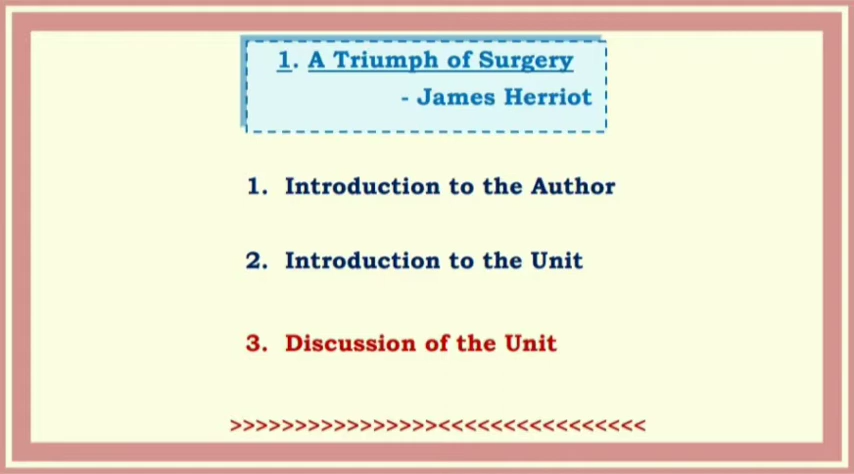 1. A Triumph of Surgery
- James Herriot
1. Introduction to the Author
2. Introduction to the Unit
3. Discussion of the Unit
>>>>>>>>>>>>>>>><<<<<<<<<<<<<<<<